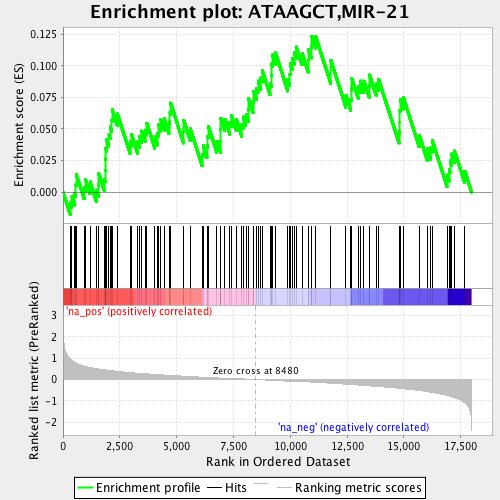 Enrichment plot: ATAAGCT,MIR-21
Enrichment score (ES)
0.125
0.100
0.075
0.050
0.025
0.000
'na_pos' (positively correlated)
Ranked list metric (PreRanked)
3
2
1
0
-1
-2
Zero cross at 8480
'na_neg' (negatively correlated)
0
2,500
5,000
7,500
10,000
12,500
15,000
17,500
Rank in Ordered Dataset
Enrichment profile
Hits
Ranking metric scores